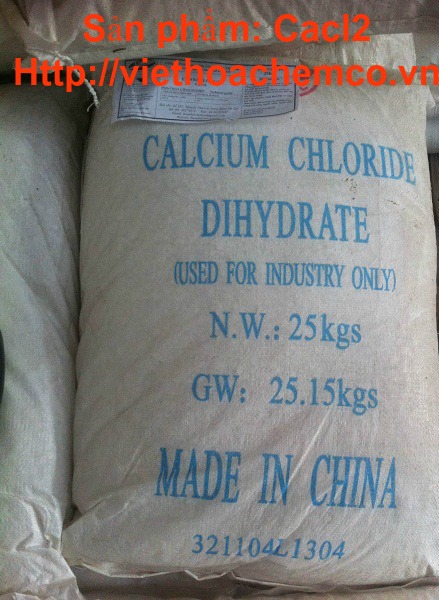 Sản phẩm: Cacl2
Http://viethoachemco.vn
CALCIUM CHLORIDE
DIHYDRATE
(USED FOR INDUSTRY ONLY)
N.W.: 25kgs
GW: 25.15kgs
MADE IN CHINA
321104L1304